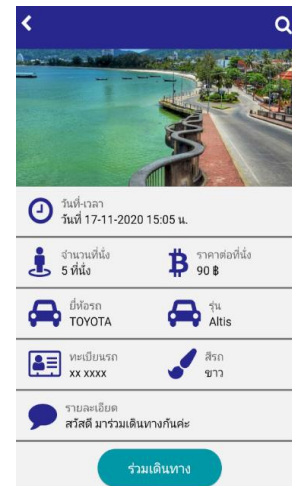 วันที่-เวลา
วันที่ 17-11-2020 15:05 น.
จำนวนที่นั่ง
5 ที่นั่ง
ราคาต่อที่นั่ง
90 ฿
ยี่ห้อรถ
TOYOTA
รุ่น
Altis
ทะเบียนรถ
xx xxxx
สีรถ
ขาว
รายละเอียด
สวัสดี มาร่วมเดินทางกันค่ะ
ร่วมเดินทาง